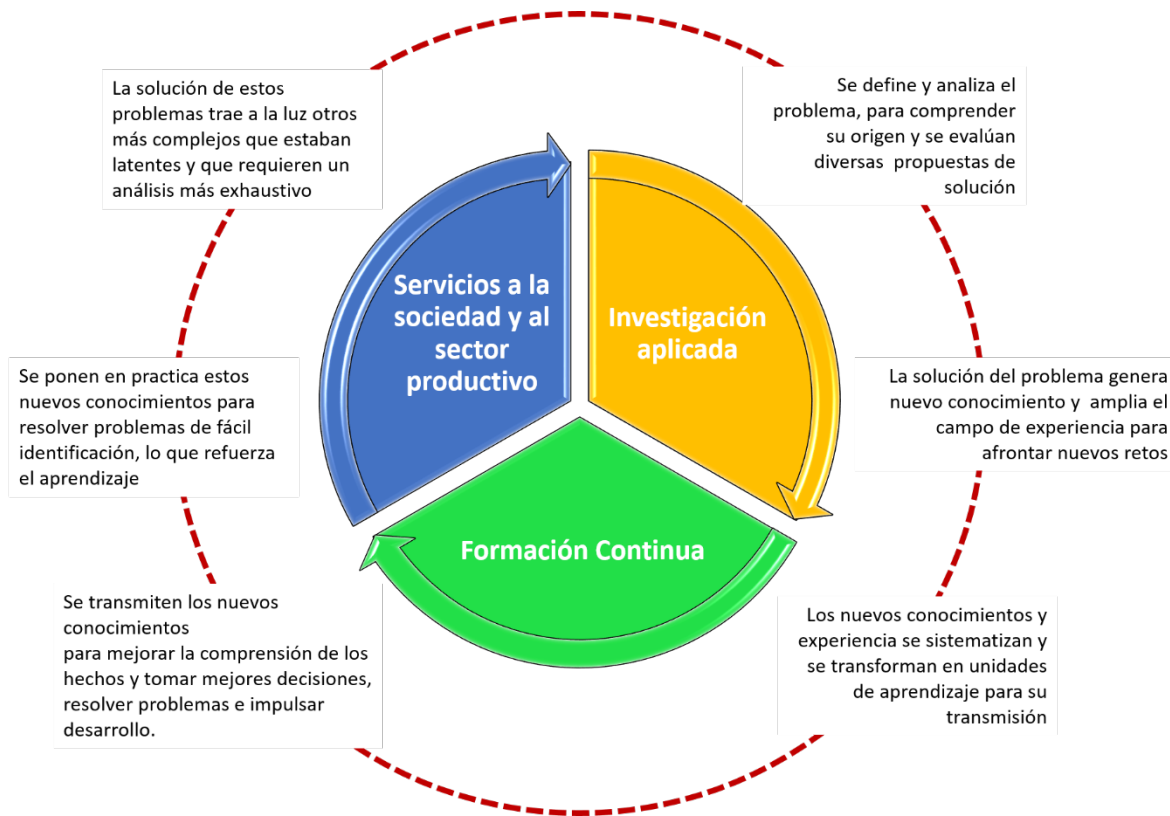 La solución de estos
problemas trae a la luz otros
más complejos que estaban
latentes y que requieren un
análisis más exhaustivo
Se define y analiza el
problema, para comprender
su origen y se evalúan
diversas propuestas de
solución
Servicios a la
sociedad y al
sector
productivo
Investigación
aplicada
Se ponen en practica estos
nuevos conocimientos para
resolver problemas de fácil
identificación, lo que refuerza
el aprendizaje
La solución del problema genera
nuevo conocimiento y amplia el
campo de experiencia para
afrontar nuevos retos
Formación Continua
Se transmiten los nuevos
conocimientos
para mejorar la comprensión de los
hechos y tomar mejores decisiones,
resolver problemas e impulsar
desarrollo.
Los nuevos conocimientos y
experiencia se sistematizan y
se transforman en unidades
de aprendizaje para su
transmisión